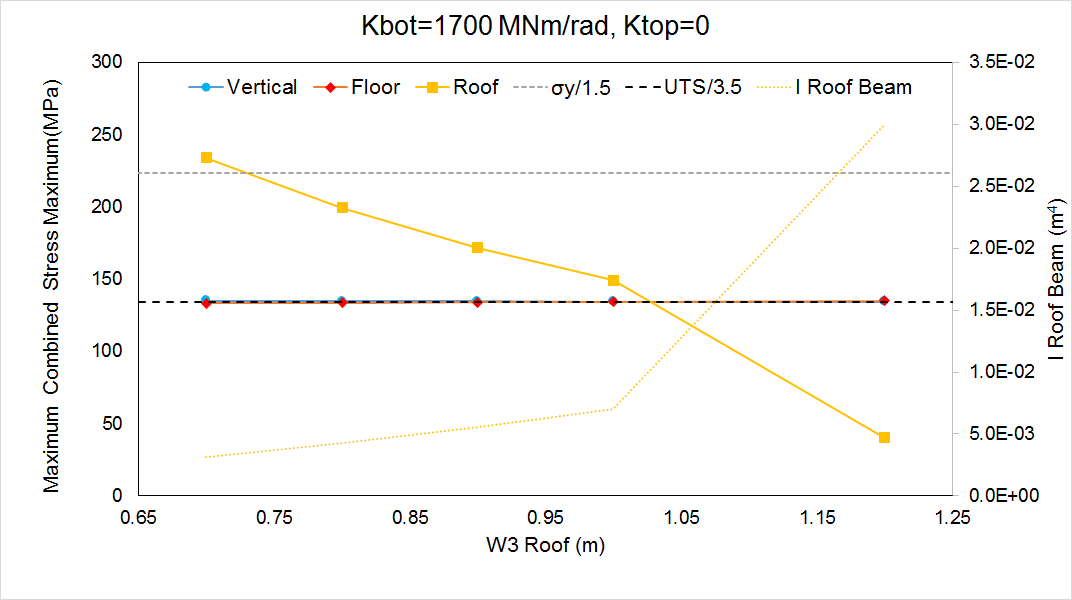 Kbot=1700 MNm/rad, Ktop=0
300 3.5E-02
Vertical Floor Roof σy/1.5 UTS/3.5 I Roof Beam
250 3.0E-02
200 2.5E-02
150 2.0E-02
100 1.5E-02
50 1.0E-02
0 5.0E-03
0.0E+00
Maximum Combined Stress Maximum(MPa)
I Roof Beam (m⁴)
0.65 0.75 0.85 0.95 1.05 1.15 1.25
W3 Roof (m)